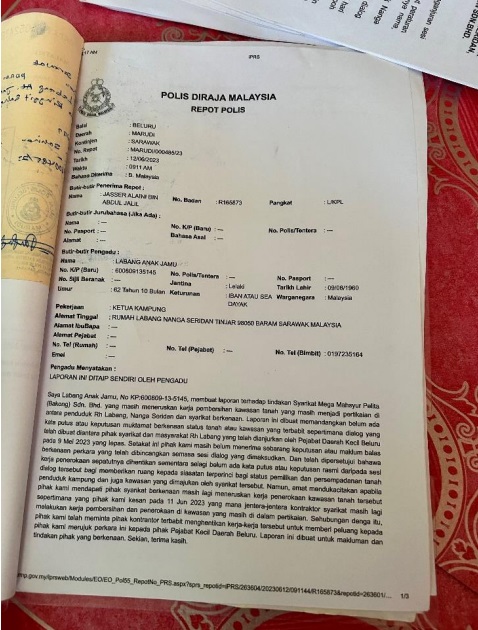 SDN.BHD.
IPRS
POLIS DIRAJA MALAYSIA
REPOT POLIS
Balai : BELURU
Daerah : MARUDI
Kontinjen : SARAWAK
No. Repot : MARUDI/000485/23
Tarikh : 12/06/2023
Waktu : 0911 AM
Bahasa Diterima : B. Malaysia
Butir-butir Penerima Repot :
Nama : JASSER ALAINI BIN ABDUL JALIL No. Badan : R165873 Pangkat : L/KPL
Butir-butir Jurubahasa (Jika Ada) :
Nama : --- No. K/P (Baru) : --- No. Polis/Tentera : ---
No. Pasport : --- Bahasa Asal : ---
Alamat : ---
Butir-butir Pengadu :
Nama : LABANG ANAK JAMU
No. K/P (Baru) : 600809135145 No. Polis/Tentera : --- No. Pasport : ---
No. Sijil Beranak : --- Jantina : Lelaki Tarikh Lahir : 09/08/1960
Umur : 62 Tahun 10 Bulan Keturunan : IBAN ATAU SEA DAYAK Warganegara : Malaysia
Pekerjaan : KETUA KAMPUNG
Alamat Tinggal : RUMAH LABANG NANGA SERIDAN TINJAR 98050 BARAM SARAWAK MALAYSIA
Alamat IbuBapa : ---
Alamat Pejabat : ---
No. Tel (Rumah) : --- No. Tel (Pejabat) : --- No. Tel (Bimbit) : 0197235164
Emel : ---
Pengadu Menyatakan :
LAPORAN INI DITAIP SENDIRI OLEH PENGADU
Saya Labang Anak Jamu, No KP:600809-13-5145, membuat laporan terhadap tindakan Syarikat Mega Mahsyur Pelita
(Bakong) Sdn. Bhd. yang masih meneruskan kerja pembersihan kawasan tanah yang masih menjadi pertikaian di
antara penduduk Rh Labang, Nanga Seridan dan syarikat berkenaan. Laporan ini dibuat memandangkan belum ada
kata putus atau keputusan muktamat berkenaan status tanah atau kawasan yang terbabit sepertimana dialog yang
telah dibuat diantara pihak syarikat dan masyarakat Rh Labang yang telah dianjurkan oleh Pejabat Daerah Kecil Beluru
pada 9 Mei 2023 yang lepas. Setakat ini pihak kami masih belum menerima sebarang keputusan atau maklum balas
berkenaan perkara yang telah dibincangkan semasa dialog yang dimaksudkan. Dan telah dipersetujui bahawa
kerja penerokaan sepatutnya dihentikan sementara selagi belum ada kata putus atau keputusan rasmi daripada sesi
dialog tersebut bagi memberikan ruang kepada siasatan terperinci bagi status pemilikan dan persempadanan tanah
penduduk kampung dan juga kawasan yang dimajukan oleh syarikat tersebut. Namun, amat mendukacitakan apabila
pihak kami mendapati pihak syarikat berkenaan masih lagi meneruskan kerja penerokaan kawasan tanah tersebut
sepertimana yang pihak kami kesan pada 11 Jun 2023 yang mana jentera-jentera kontraktor syarikat masih lagi
melakukan kerja pembersihan dan penerokaan di kawasan yang masih di dalam pertikaian. Sehubungan denga itu,
pihak kami telah meminta pihak kontraktor terbabit menghentikan kerja-kerja tersebut untuk memberi peluang kepada
pihak kami merujuk perkara ini kepada pihak Pajabat Kecil Daerah Beluru. Laporan ini dibuat untuk makluman dan
tindakan pihak yang berkenaan. Sekian, terima kasih.
1/3